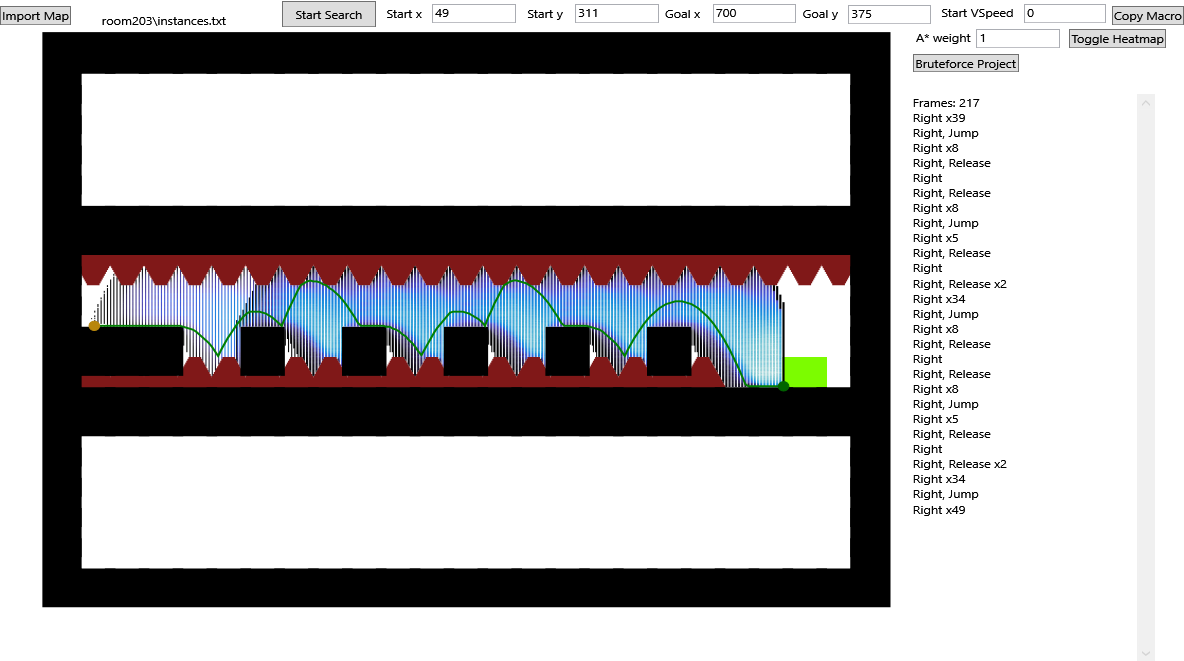 Import Map
room203\instances.txt
Start Search
Start x 49
Start y 311
Goal x 700
Goal y 375
Start VSpeed 0
Copy Macro
A* weight 1
Toggle Heatmap
Bruteforce Project
Frames: 217
Right x39
Right, Jump
Right x8
Right, Release
Right
Right, Release
Right x8
Right, Jump
Right x5
Right, Release
Right
Right, Release x2
Right x34
Right, Jump
Right x8
Right, Release
Right
Right, Release
Right x8
Right, Jump
Right x5
Right, Release
Right
Right, Release x2
Right x34
Right, Jump
Right x49